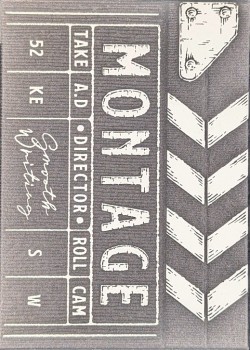 MONTAGE
TAKE A.D •DIRECTOR• ROLL CAM
52 KE Smooth Writing S W